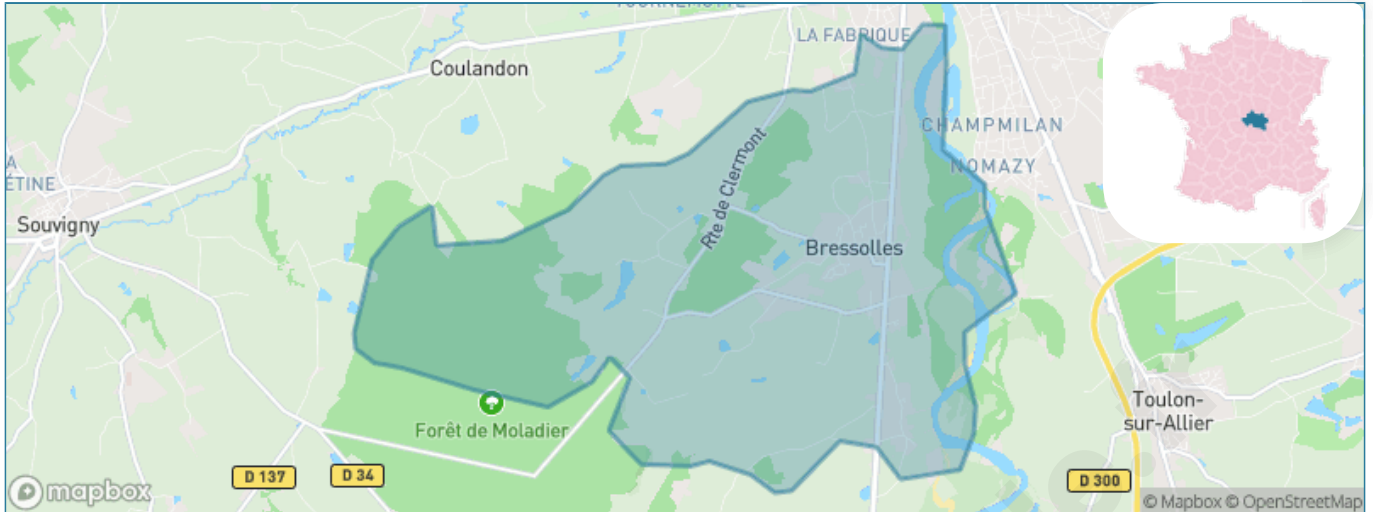 LA FABRIQUE
Coulandon
CHAMPMILAN
NOMAZY
ÉTINE
Souvigny
Rte de Clermont
Bressolles
Toulon-
sur-Allier
Forêt de Moladier
D 137
D 34
D 300
mapbox
© Mapbox © OpenStreetMap